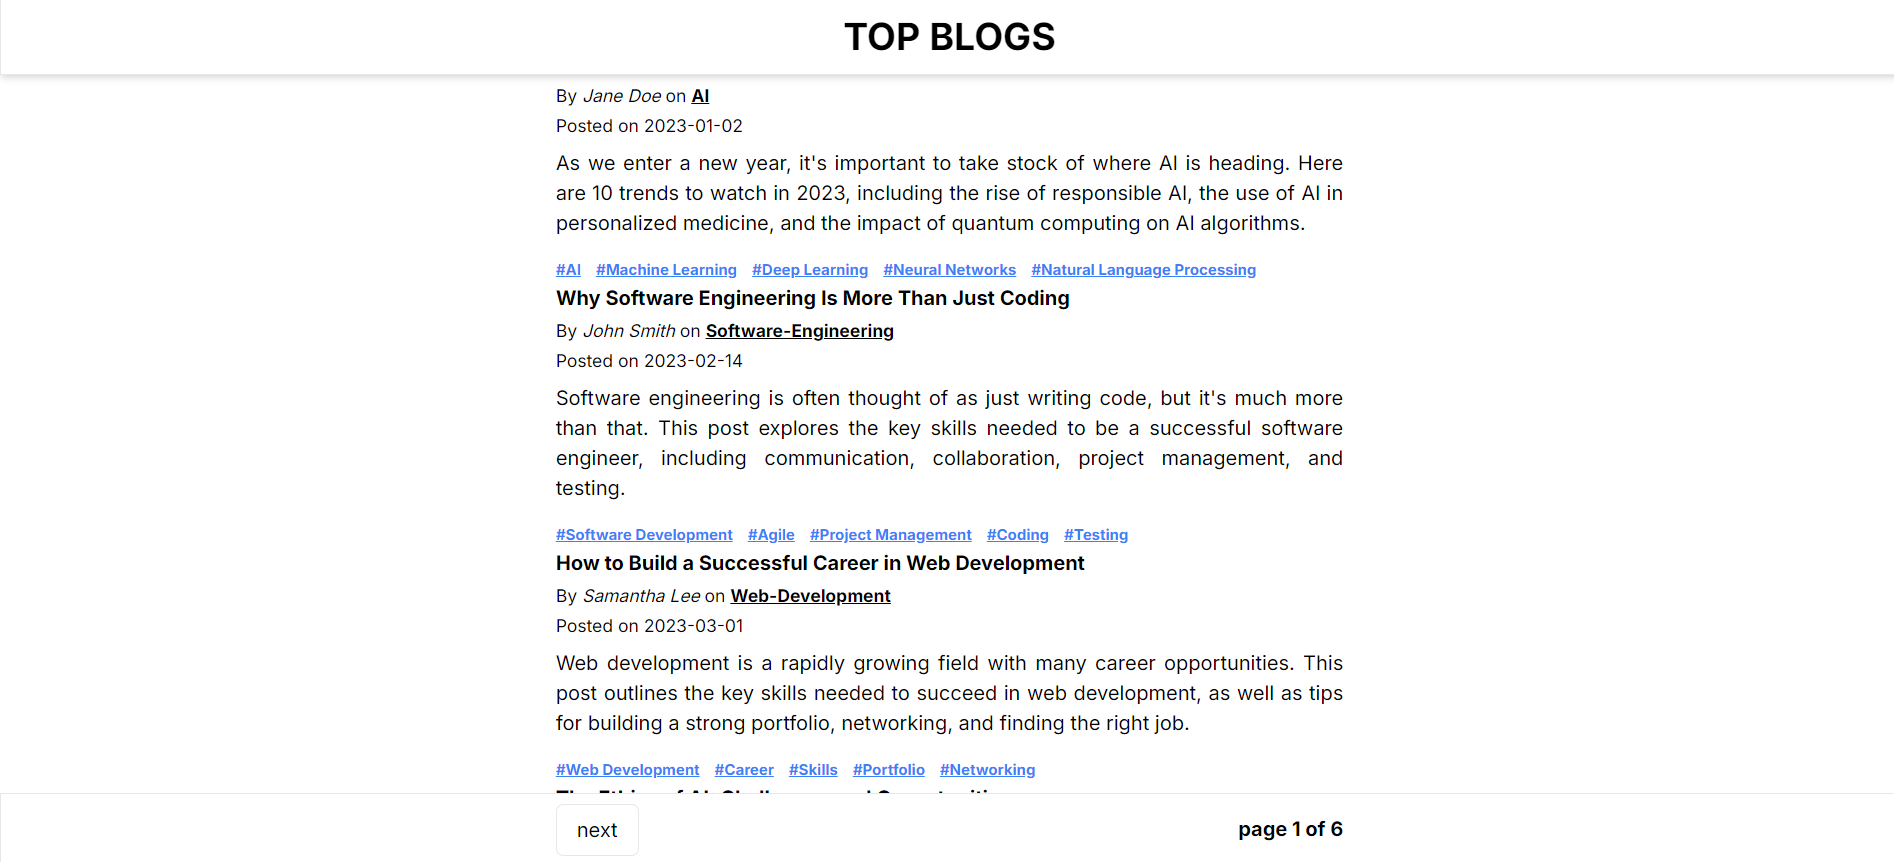 TOP BLOGS
By Jane Doe on AI
Posted on 2023-01-02
As we enter a new year, it's important to take stock of where AI is heading. Here
are 10 trends to watch in 2023, including the rise of responsible AI, the use of AI in
personalized medicine, and the impact of quantum computing on AI algorithms.
#AI #Machine Learning #Deep Learning #Neural Networks #Natural Language Processing
Why Software Engineering Is More Than Just Coding
By John Smith on Software-Engineering
Posted on 2023-02-14
Software engineering is often thought of as just writing code, but it's much more
than that. This post explores the key skills needed to be a successful software
engineer, including communication, collaboration, project management, and
testing.
#Software Development #Agile #Project Management #Coding #Testing
How to Build a Successful Career in Web Development
By Samantha Lee on Web-Development
Posted on 2023-03-01
Web development is a rapidly growing field with many career opportunities. This
post outlines the key skills needed to succeed in web development, as well as tips
for building a strong portfolio, networking, and finding the right job.
#Web Development #Career #Skills #Portfolio #Networking
next
page 1 of 6